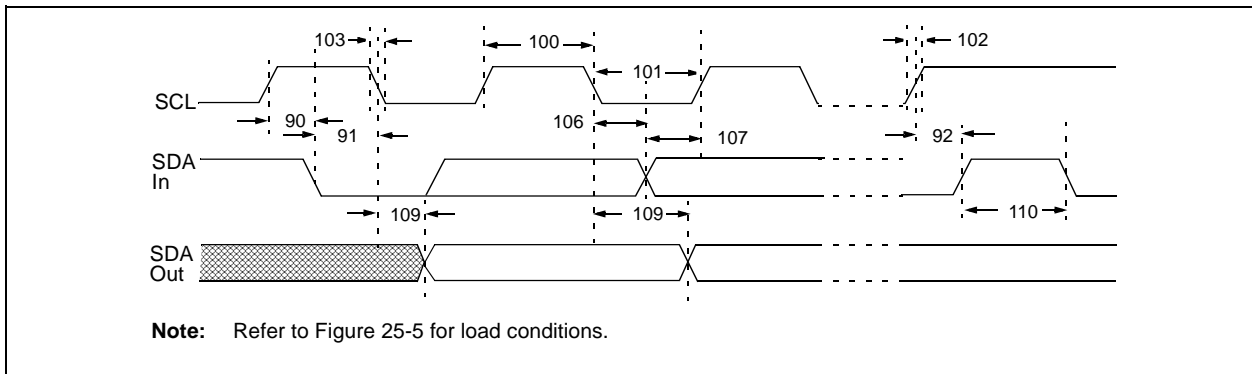 103
100
102
101
SCL
90
91
106
107
92
SDA
In
109
109
110
SDA
Out
Note: Refer to Figure 25-5 for load conditions.